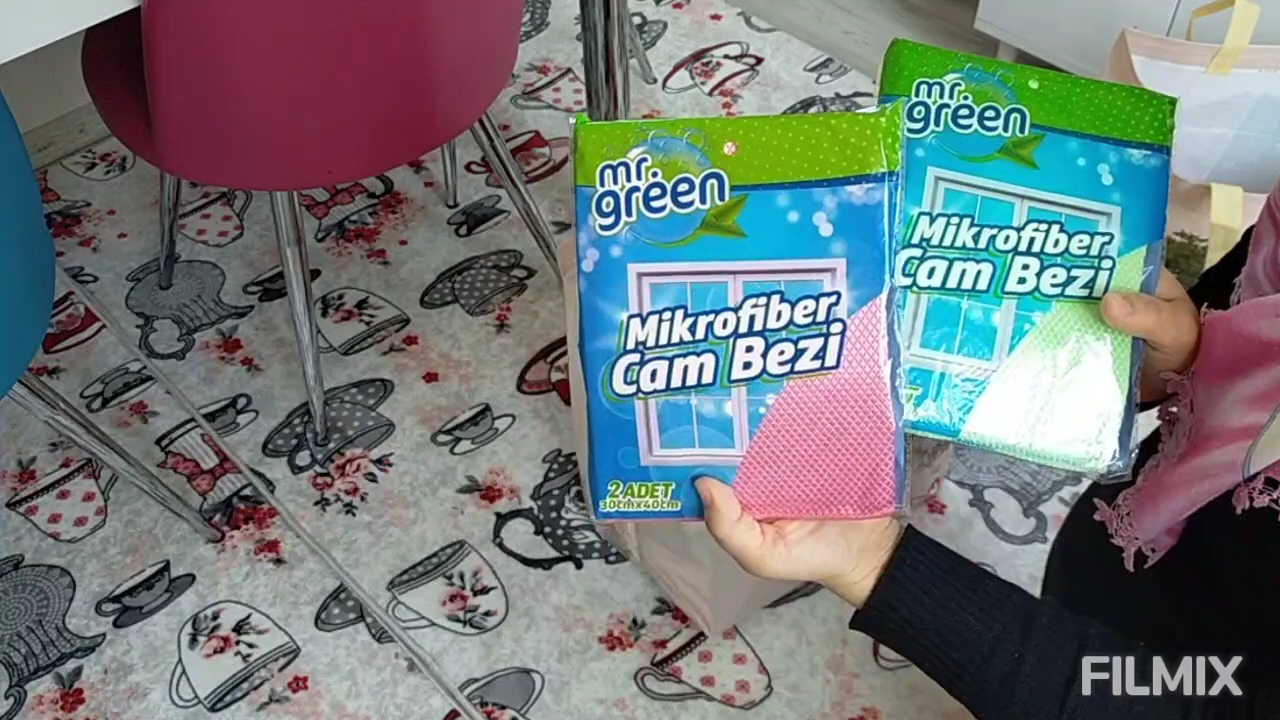 mr.
green
Mikrofiber
Cam Bezi
2 ADET
30cmx40cm
mr.
green
Mikrofiber
Cam Bezi
FILMIX